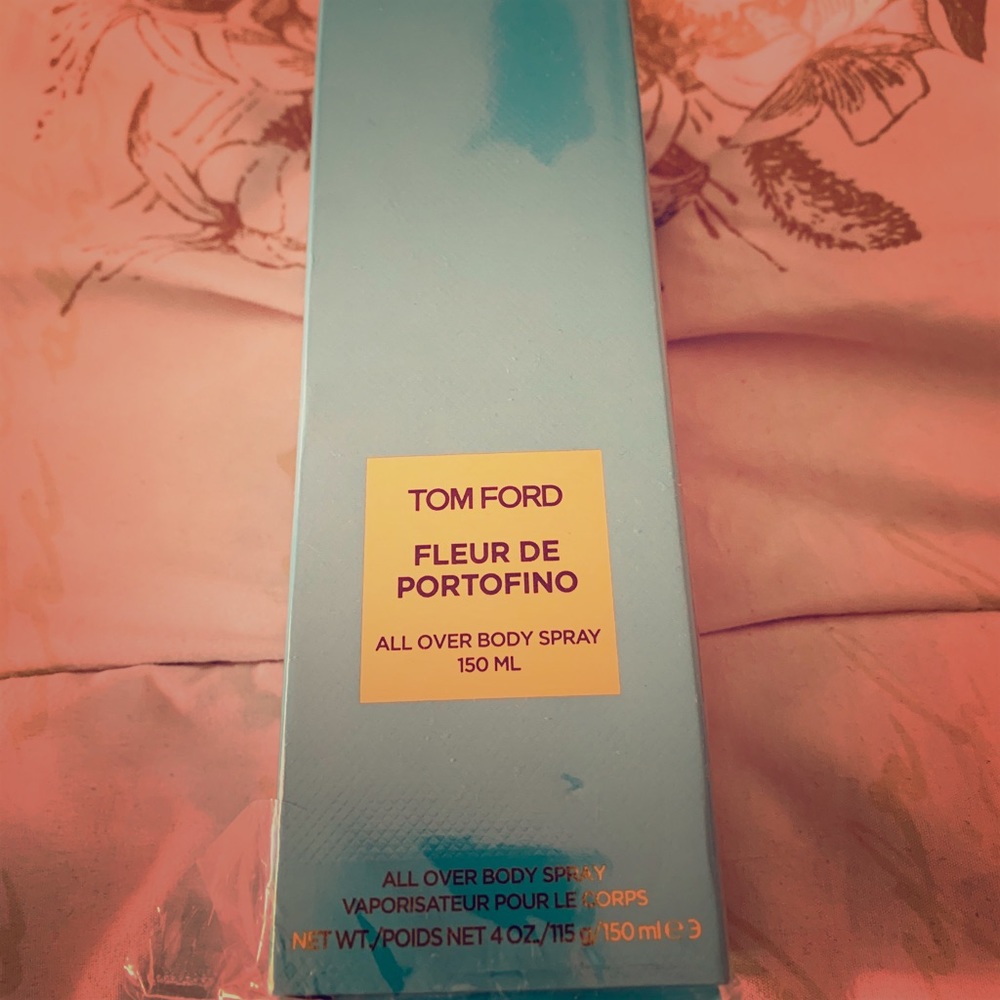 TOM FORD
FLEUR DE
PORTOFINO
ALL OVER BODY SPRAY
150 ML
ALL OVER BODY SPRAY
VAPORISATEUR POUR LE CORPS
NET WT./POIDS NET 4 OZ./115 g/150 ml ℮ 3